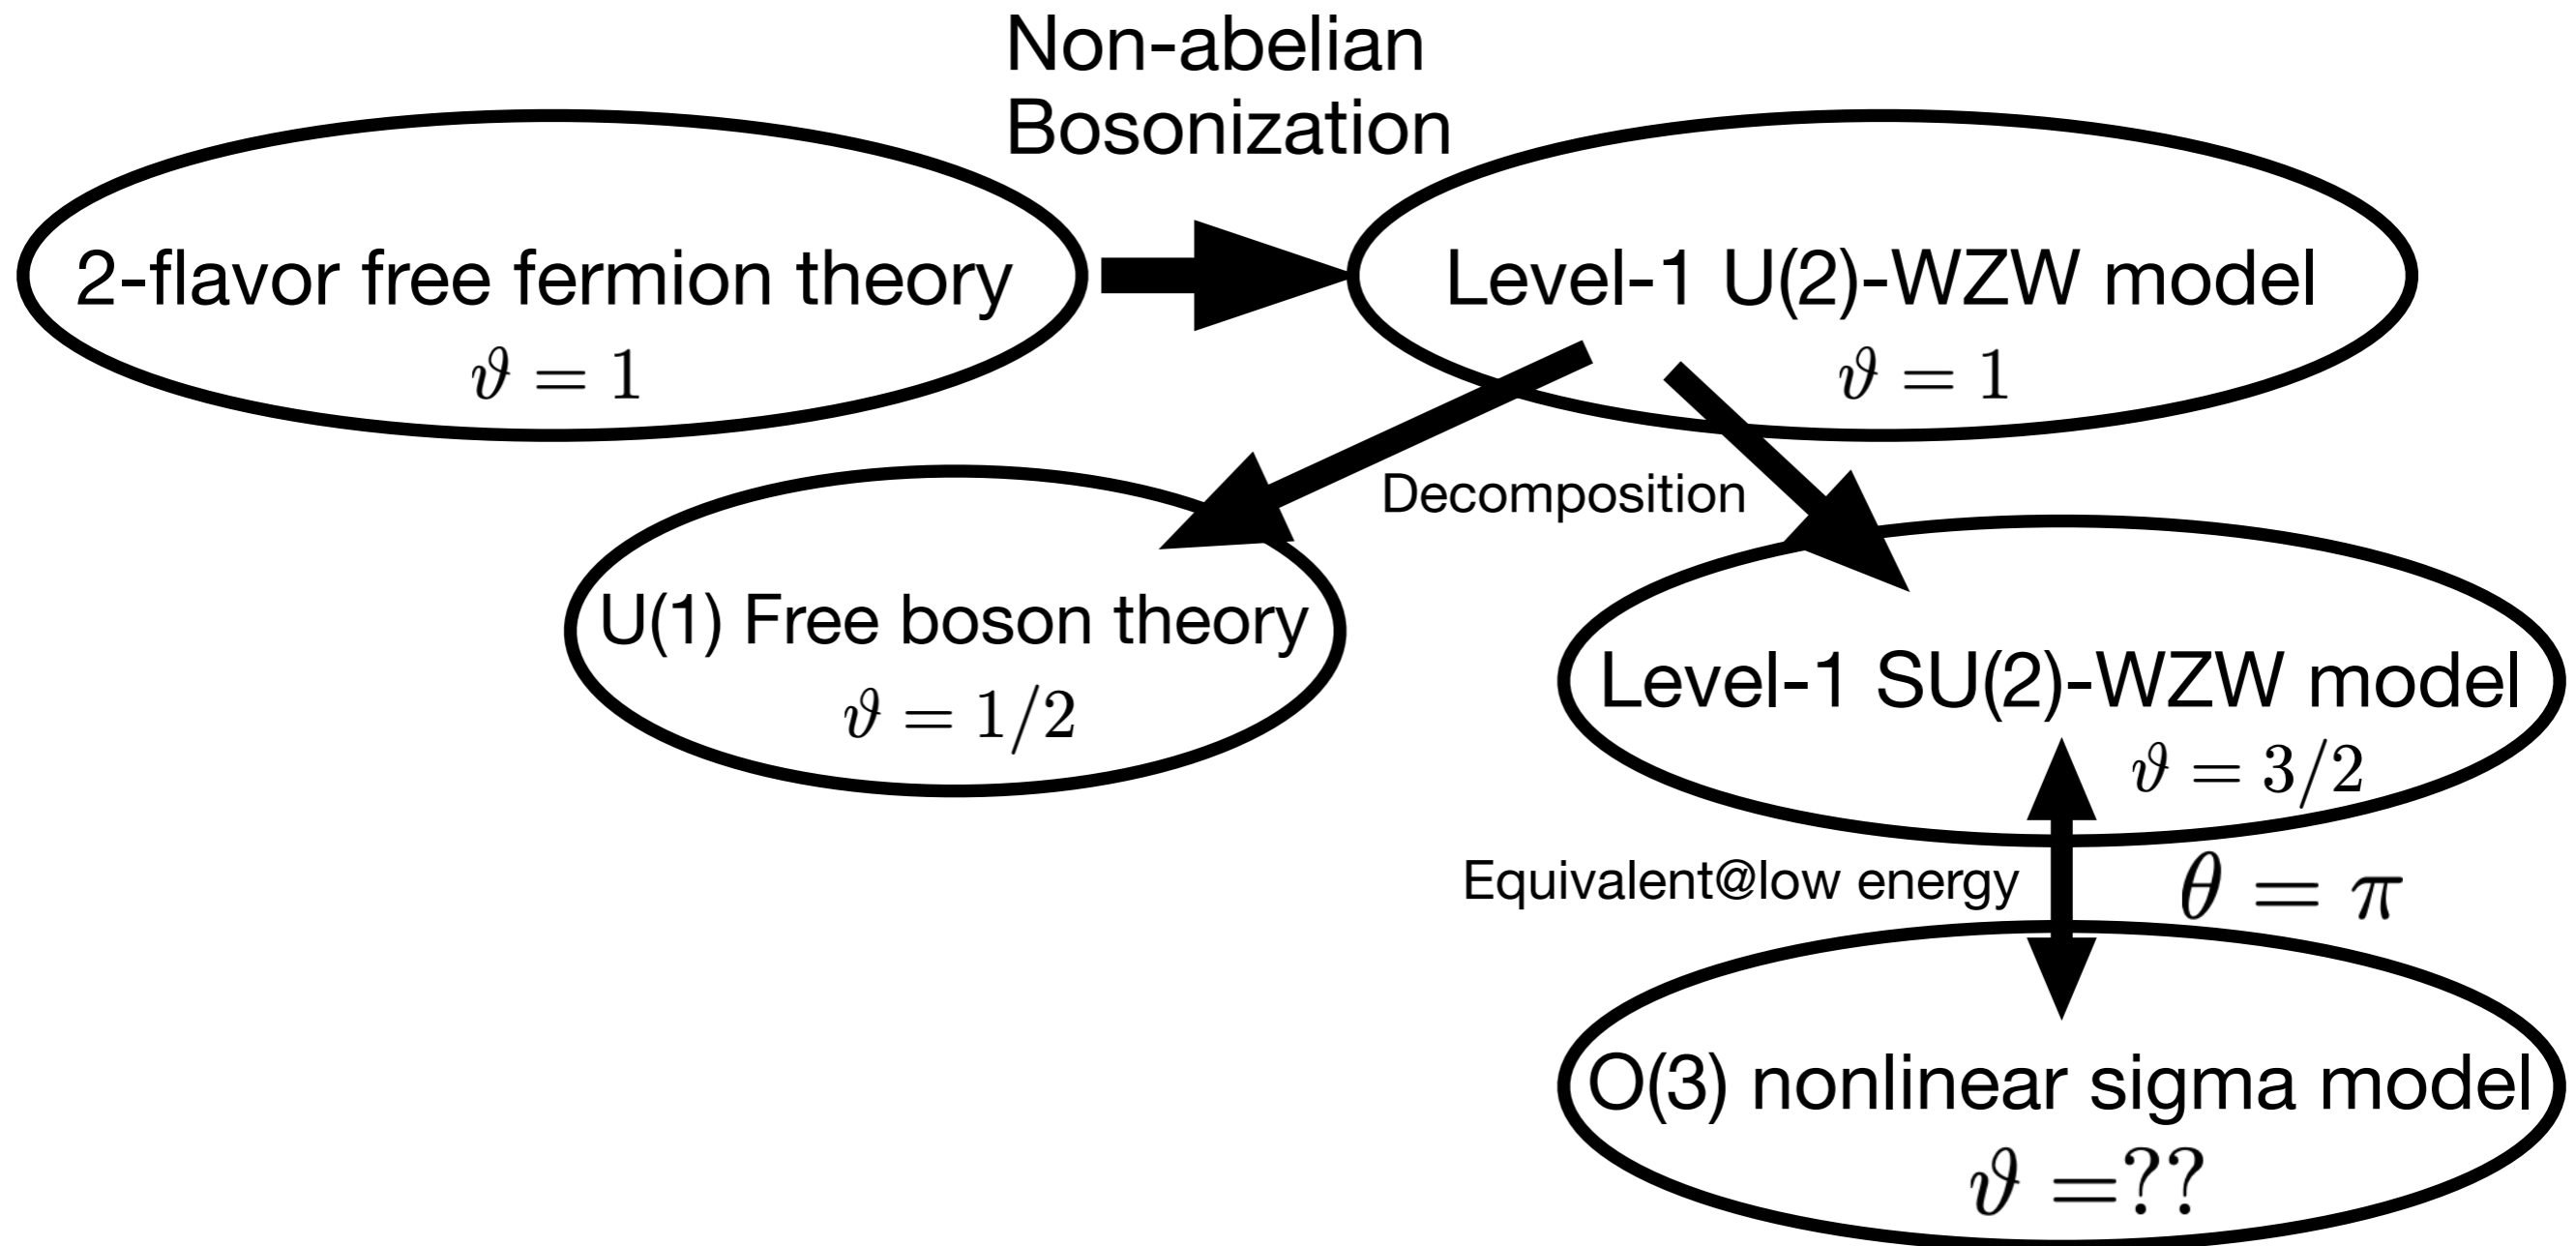 Non-abelian
Bosonization
2-flavor free fermion theory
ϑ = 1
Level-1 U(2)-WZW model
ϑ = 1
Decomposition
U(1) Free boson theory
ϑ = 1/2
Level-1 SU(2)-WZW model
ϑ = 3/2
Equivalent@low energy
θ = π
O(3) nonlinear sigma model
ϑ =??